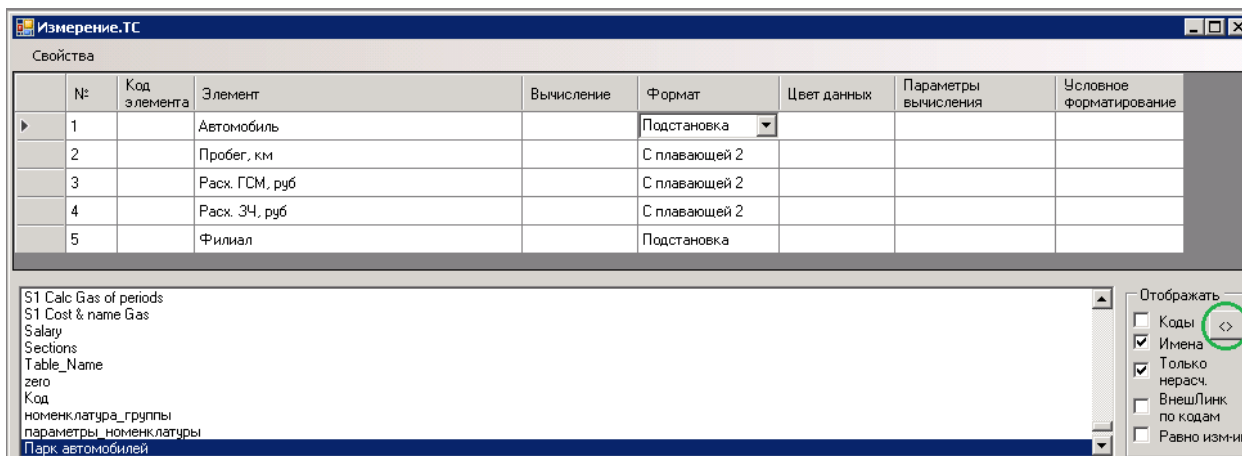 Измерение.ТС
Свойства
№ Код элемента Элемент Вычисление Формат Цвет данных Параметры вычисления Условное форматирование
1 Автомобиль Подстановка
2 Пробег, км С плавающей 2
3 Расх. ГСМ, руб С плавающей 2
4 Расх. ЗЧ, руб С плавающей 2
5 Филиал Подстановка
S1 Calc Gas of periods
S1 Cost & name Gas
Salary
Sections
Table_Name
zero
Код
номенклатура_группы
параметры_номенклатуры
Парк автомобилей
Отображать
Коды <>
Имена
Только
нерасч.
ВнешЛинк
по кодам
Равно изм-и